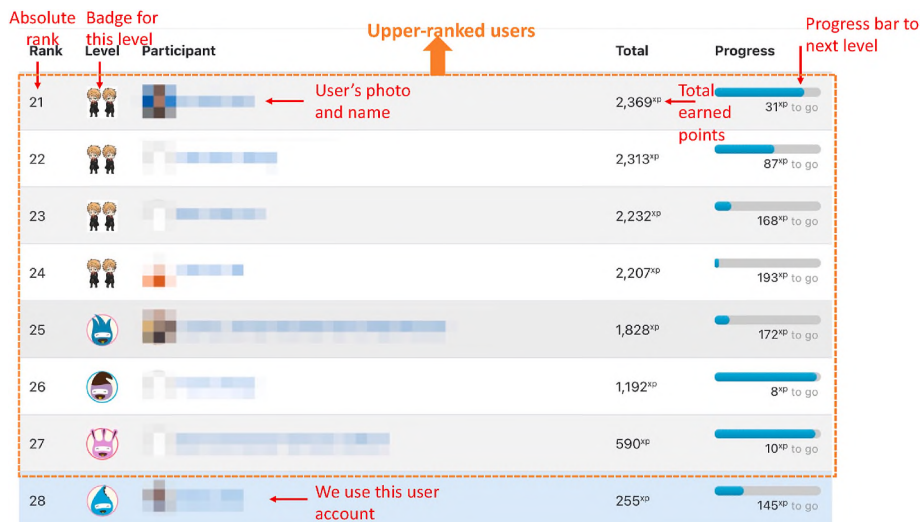 Absolute rank
Badge for this level
Upper-ranked users
Progress bar to next level
Rank Level Participant Total Progress
21 User's photo and name 2,369xp Total earned points 31xp to go
22 2,313xp 87xp to go
23 2,232xp 168xp to go
24 2,207xp 193xp to go
25 1,828xp 172xp to go
26 1,192xp 8xp to go
27 590xp 10xp to go
28 We use this user account 255xp 145xp to go